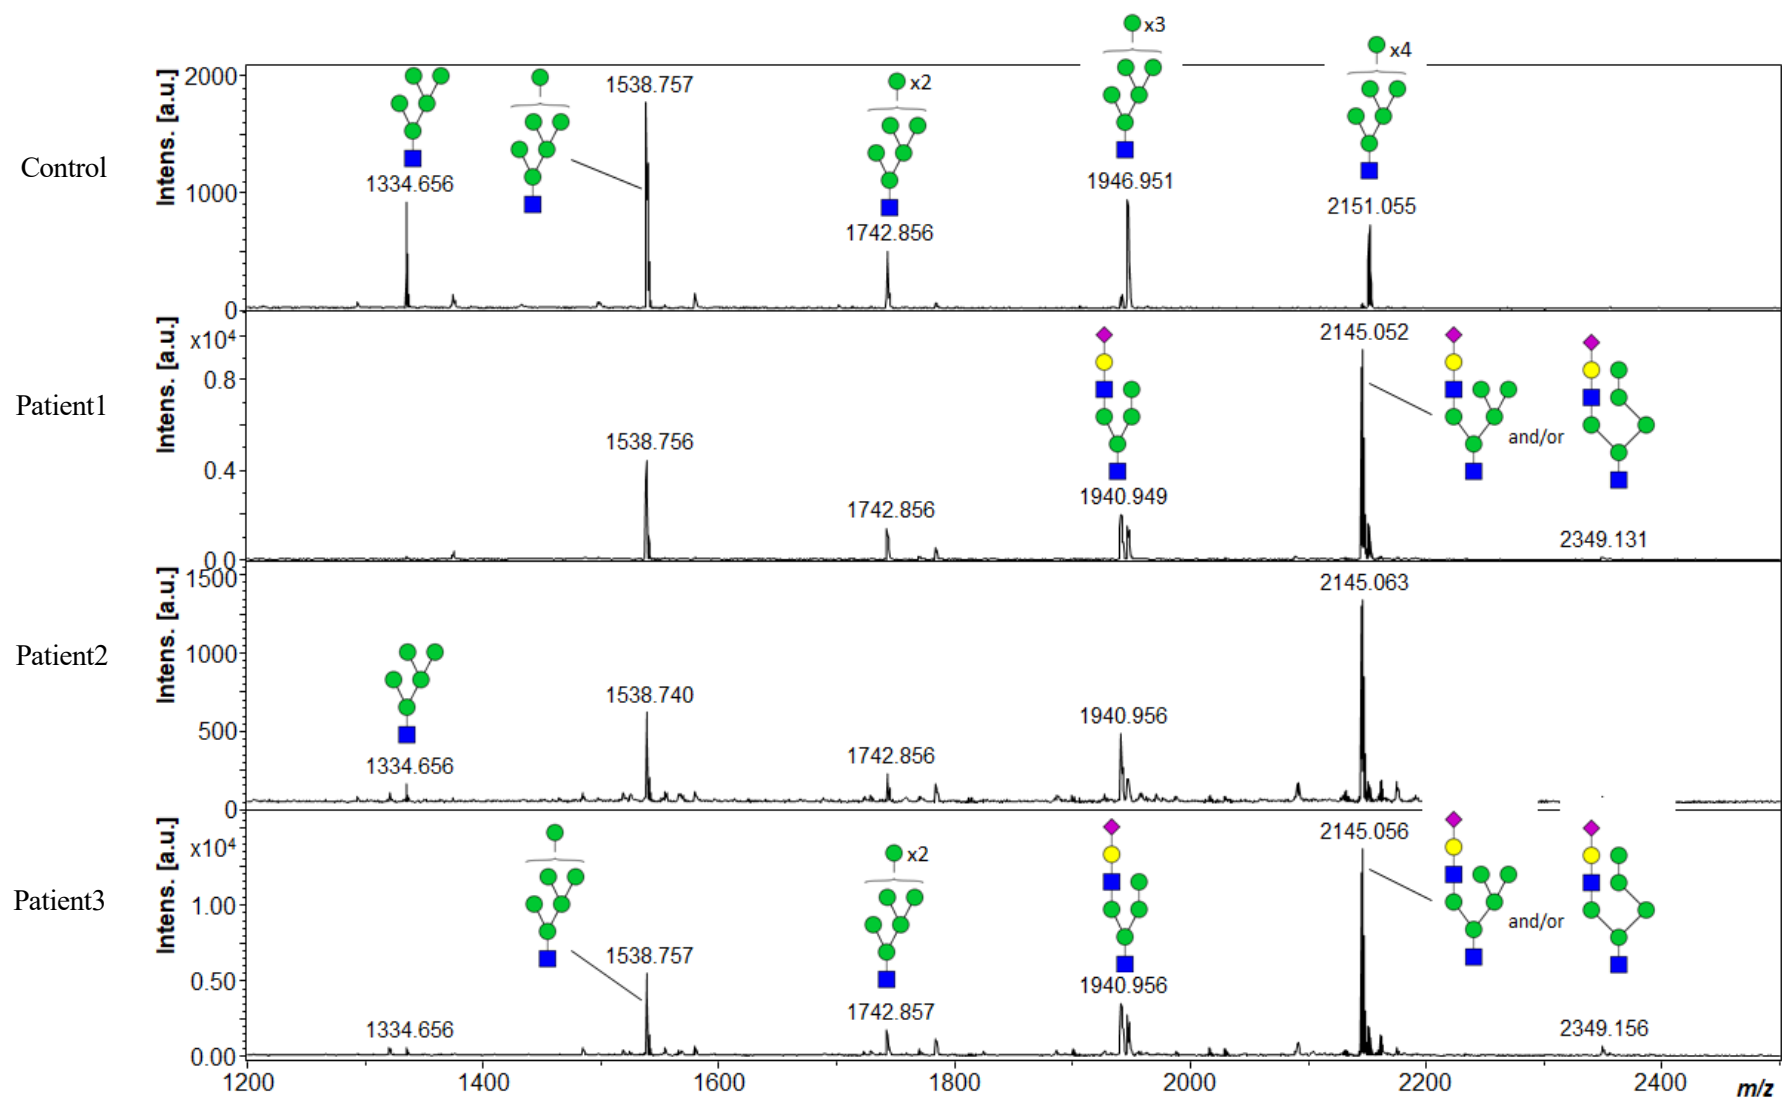 x3
x4
2000
1538.757
x2
Control
Intens. [a.u.]
1334.656
1000
1742.856
1946.951
2151.055
0
x10⁴
2145.052
0.8
Patient1
Intens. [a.u.]
1538.756
and/or
0.4
1742.856
1940.949
2349.131
0.0
1500
2145.063
Patient2
Intens. [a.u.]
1000
1538.740
500
1940.956
1334.656
1742.856
0
x10⁴
2145.056
x2
Patient3
Intens. [a.u.]
1.00
and/or
1538.757
0.50
1940.956
1742.857
1334.656
2349.156
0.00
1200
1400
1600
1800
2000
2200
2400
m/z